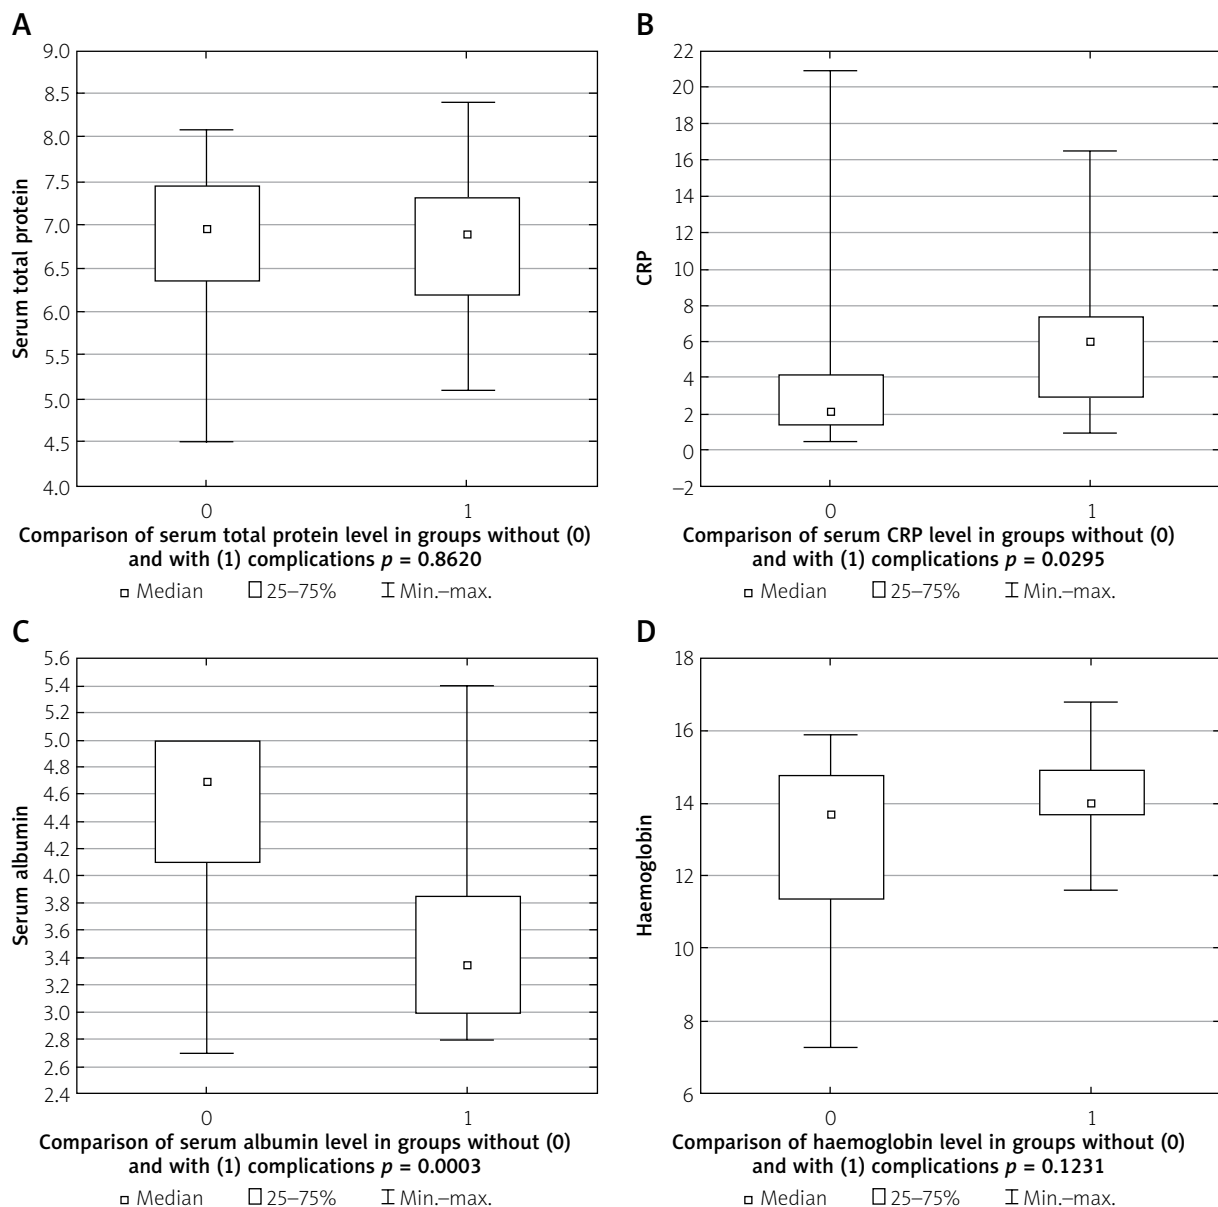 A
Serum total protein
9.0
8.5
8.0
7.5
7.0
6.5
6.0
5.5
5.0
4.5
4.0
0 1
Comparison of serum total protein level in groups without (0)
and with (1) complications p = 0.8620
Median 25–75% Min.–max.
B
CRP
22
20
18
16
14
12
10
8
6
4
2
0
–2
0 1
Comparison of serum CRP level in groups without (0)
and with (1) complications p = 0.0295
Median 25–75% Min.–max.
C
Serum albumin
5.6
5.4
5.2
5.0
4.8
4.6
4.4
4.2
4.0
3.8
3.6
3.4
3.2
3.0
2.8
2.6
2.4
0 1
Comparison of serum albumin level in groups without (0)
and with (1) complications p = 0.0003
Median 25–75% Min.–max.
D
Haemoglobin
18
16
14
12
10
8
6
0 1
Comparison of haemoglobin level in groups without (0)
and with (1) complications p = 0.1231
Median 25–75% Min.–max.